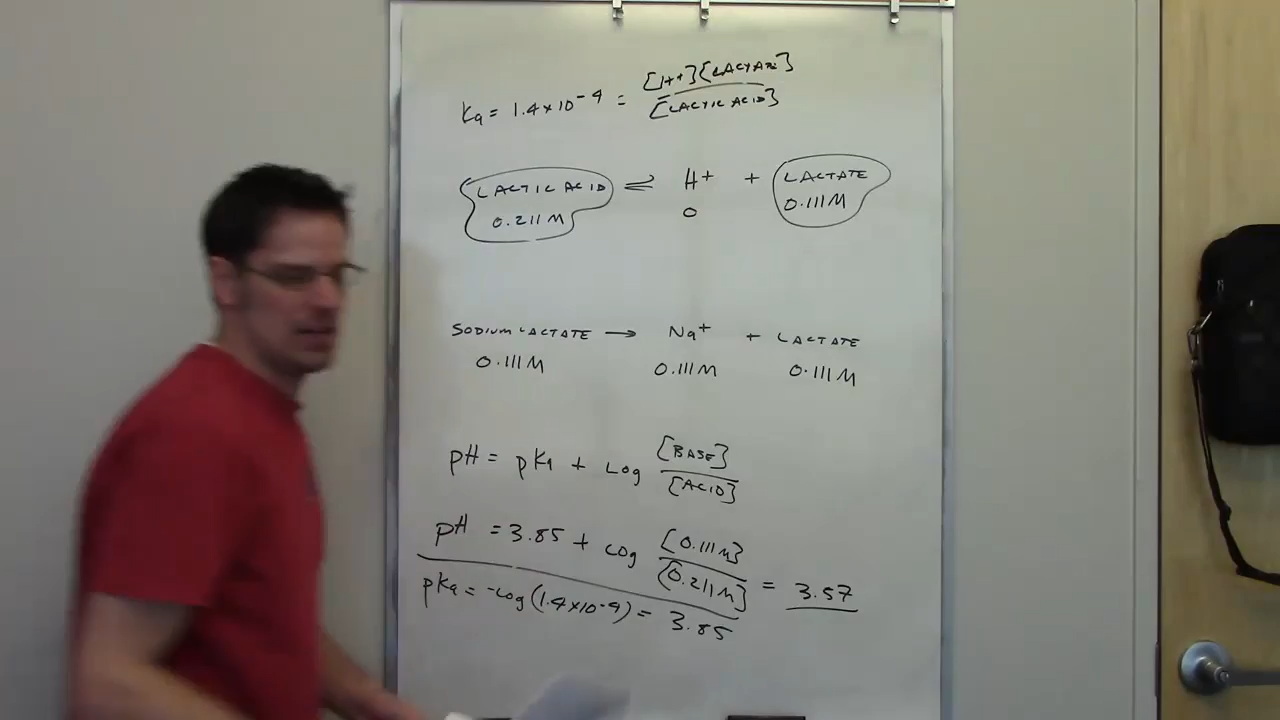 Ka = 1.4 x 10⁻⁴ = [H+][LACTATE] / [LACTIC ACID]
LACTIC ACID ⇌ H+ + LACTATE
0.211 M 0 0.111 M
SODIUM LACTATE → Na+ + LACTATE
0.111 M 0.111 M 0.111 M
pH = pKa + LOG [BASE] / [ACID]
pH = 3.85 + LOG [0.111 M] / [0.211 M] = 3.57
pKa = -LOG (1.4 x 10⁻⁴) = 3.85